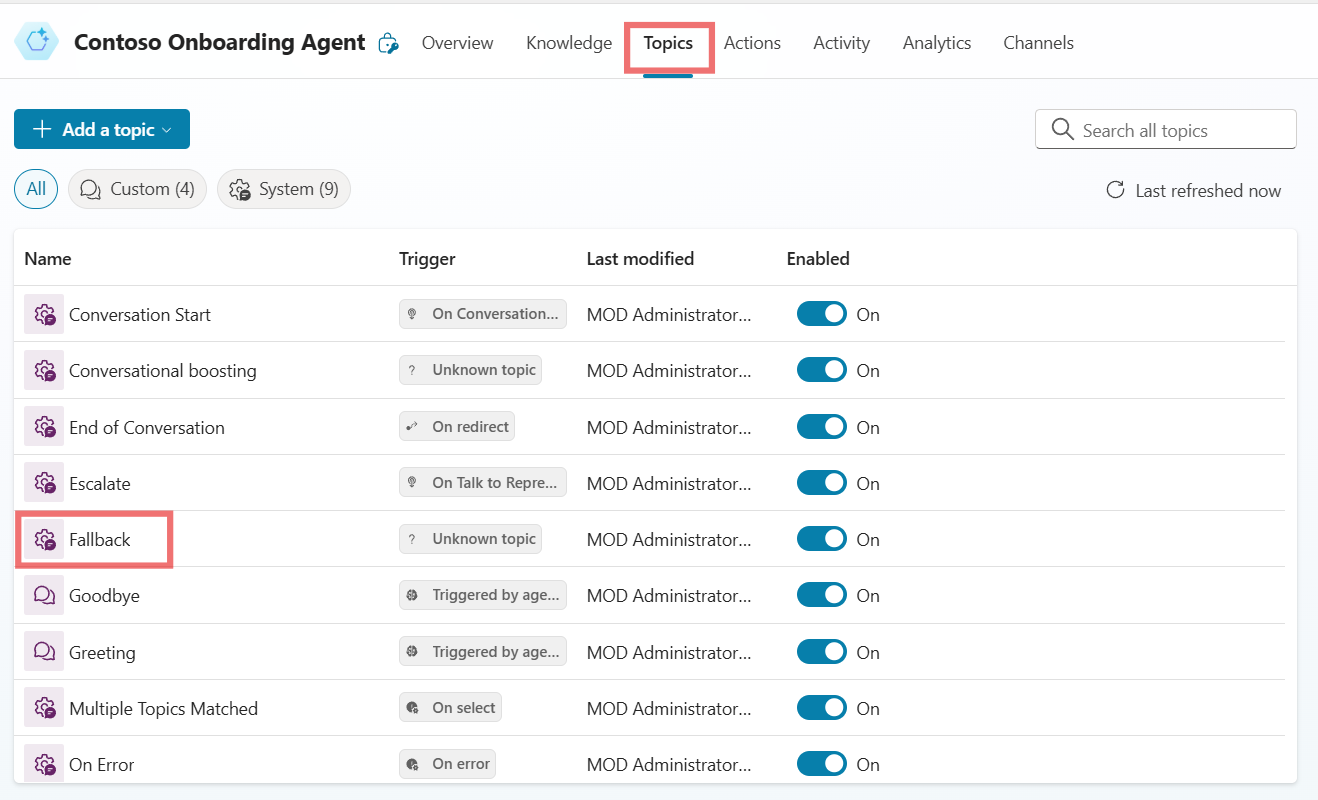 Contoso Onboarding Agent Overview Knowledge Topics Actions Activity Analytics Channels
Add a topic
Search all topics
All Custom (4) System (9) Last refreshed now
Name Trigger Last modified Enabled
Conversation Start On Conversation... MOD Administrator... On
Conversational boosting ? Unknown topic MOD Administrator... On
End of Conversation On redirect MOD Administrator... On
Escalate On Talk to Repre... MOD Administrator... On
Fallback ? Unknown topic MOD Administrator... On
Goodbye Triggered by age... MOD Administrator... On
Greeting Triggered by age... MOD Administrator... On
Multiple Topics Matched On select MOD Administrator... On
On Error On error MOD Administrator... On